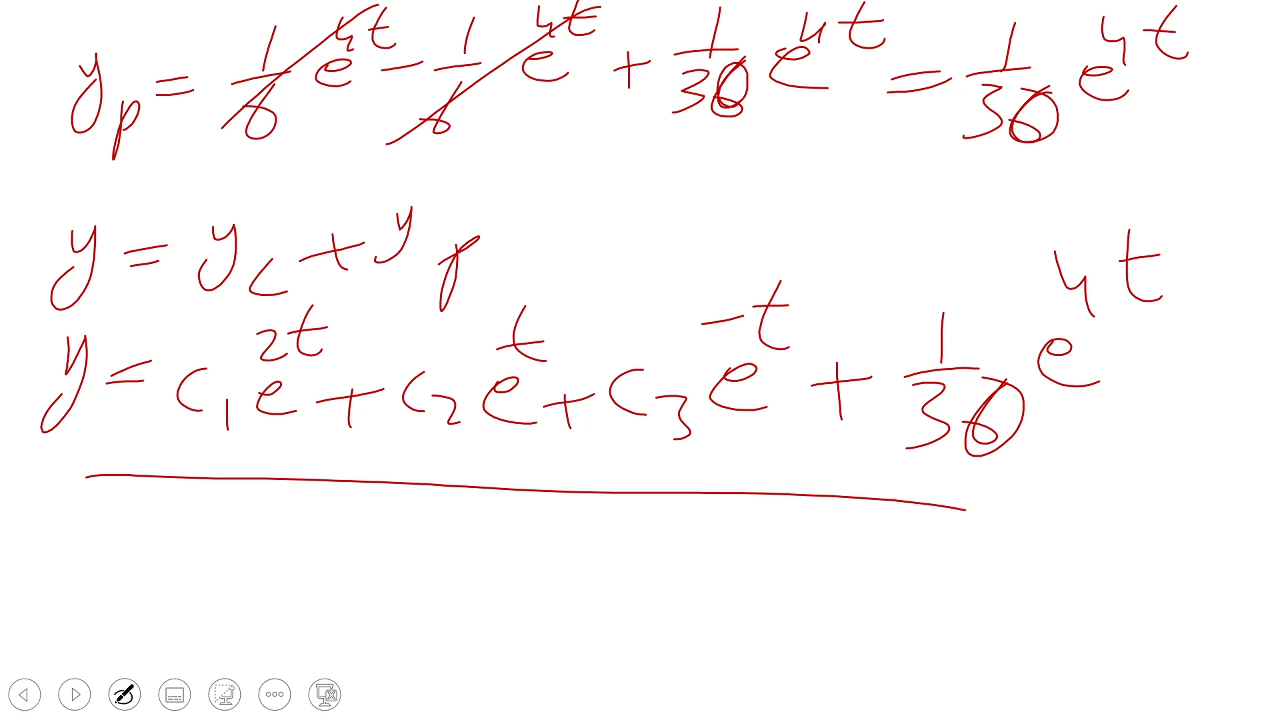 y_p = 1/6 e^{4t} - 1/6 e^{4t} + 1/30 e^{4t} = 1/30 e^{4t}
y = y_c + y_p
y = c_1 e^{2t} + c_2 e^{t} + c_3 e^{-t} + 1/30 e^{4t}